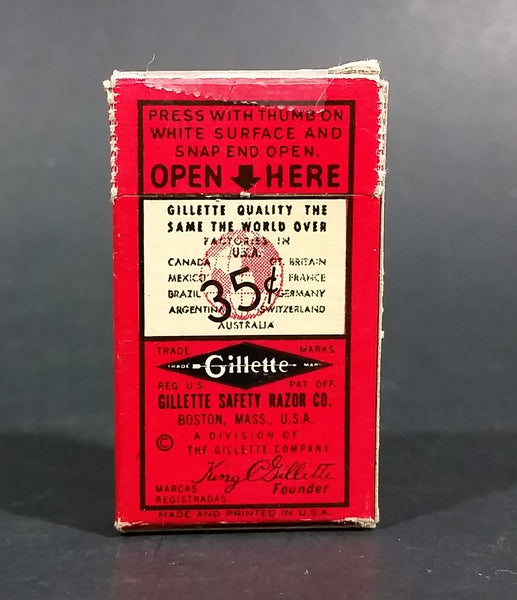 PRESS WITH THUMB ON
WHITE SURFACE AND
SNAP END OPEN.
OPEN HERE
GILLETTE QUALITY THE
SAME THE WORLD OVER
FACTORIES IN
U.S.A.
CANADA GT. BRITAIN
MEXICO FRANCE
BRAZIL GERMANY
ARGENTINA SWITZERLAND
AUSTRALIA
35¢
TRADE MARKS
TRADE Gillette MARK
REG. U.S. PAT. OFF.
GILLETTE SAFETY RAZOR CO.
BOSTON, MASS., U.S.A.
© A DIVISION OF
THE GILLETTE COMPANY
King C Gillette
MARCAS Founder
REGISTRADAS
MADE AND PRINTED IN U.S.A.